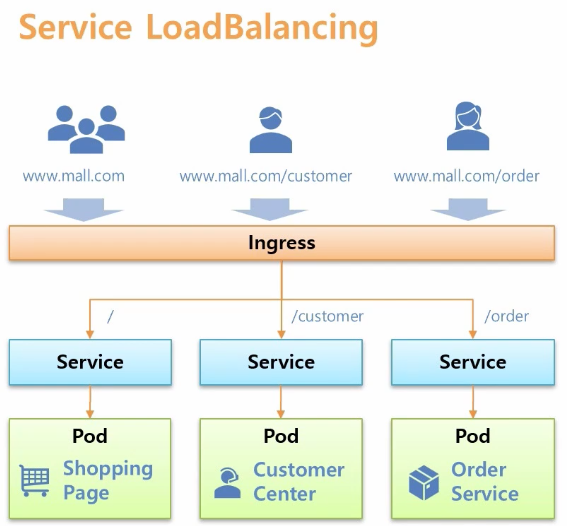 Service LoadBalancing
www.mall.com
www.mall.com/customer
www.mall.com/order
Ingress
/
/customer
/order
Service
Service
Service
Pod
Shopping
Page
Pod
Customer
Center
Pod
Order
Service